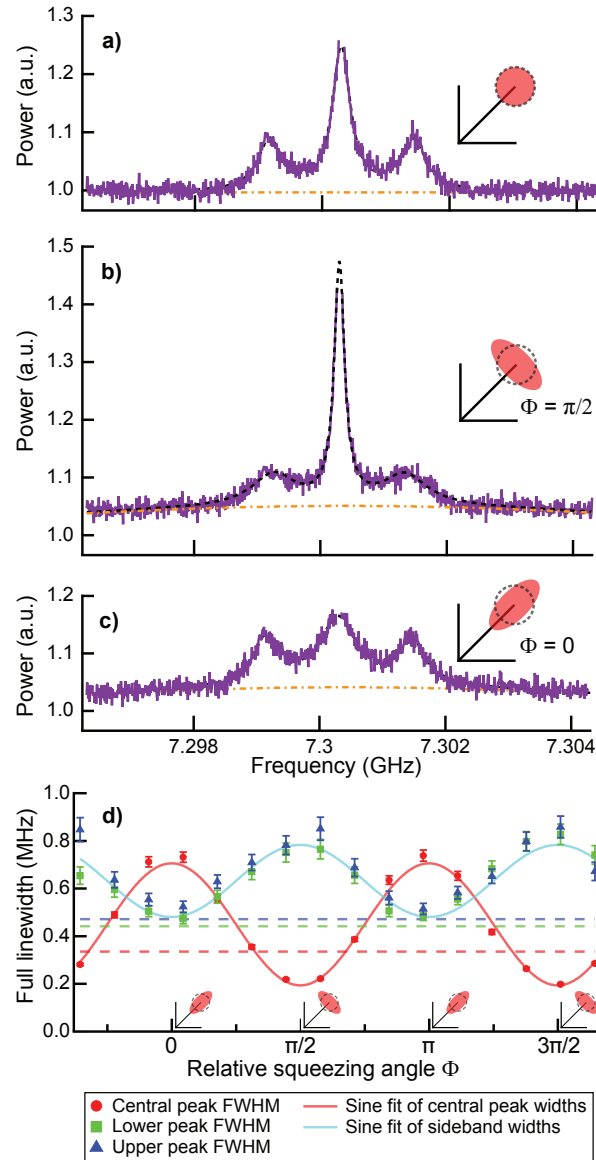 a)
Power (a.u.)
1.3
1.2
1.1
1.0
b)
Power (a.u.)
1.5
1.4
1.3
1.2
1.1
1.0
Φ = π/2
c)
Power (a.u.)
1.2
1.1
1.0
Φ = 0
7.298 7.3 7.302 7.304
Frequency (GHz)
d)
Full linewidth (MHz)
1.0
0.8
0.6
0.4
0.2
0.0
0 π/2 π 3π/2
Relative squeezing angle Φ
Central peak FWHM
Lower peak FWHM
Upper peak FWHM
Sine fit of central peak widths
Sine fit of sideband widths